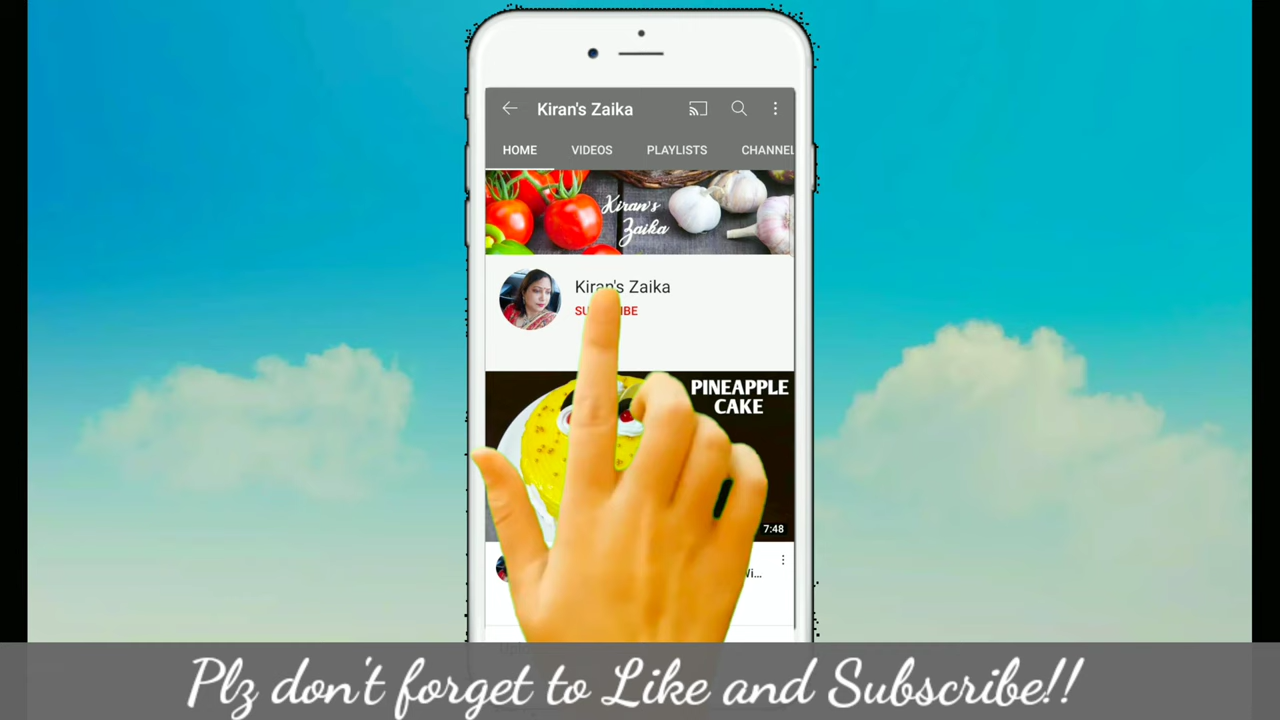 Kiran's Zaika
HOME VIDEOS PLAYLISTS CHANNEL
Kiran's
Zaika
Kiran's Zaika
PINEAPPLE
CAKE
7:48
Plz don't forget to Like and Subscribe!!